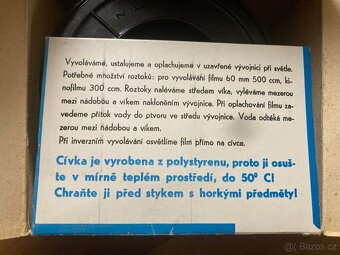 Vyvoláváme, ustalujeme a oplachujeme v uzavřené vývojnici při světle.
Potřebné množství roztoků: pro vyvolávání filmu 60 mm 500 ccm, ki-
nofilmu 300 ccm. Roztoky naléváme středem víka, vyléváme mezerou
mezi nádobou a víkem nakloněním vývojnice. Při oplachování filmu za-
vedeme přítok vody do otvoru ve středu vývojnice. Voda odtéká me-
zerou mezi nádobou a víkem.
Při inverzním vyvolávání osvětlíme film přímo na cívce.
Cívka je vyrobena z polystyrenu, proto ji osuš-
te v mírně teplém prostředí, do 50° C!
Chraňte ji před stykem s horkými předměty!
Bazos.cz